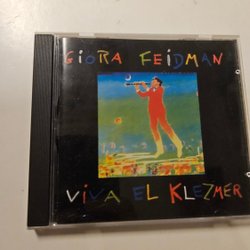 GIORA FEIDMAN
VIVA EL KLEZMER